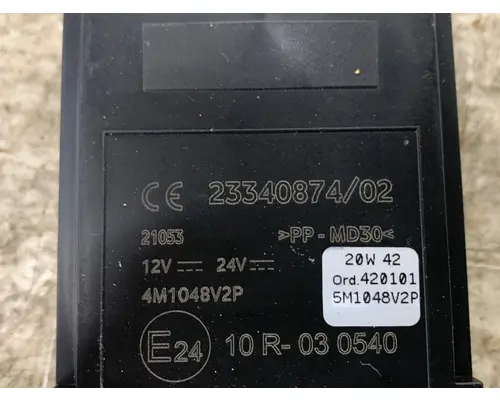 CE 23340874/02
21053 >PP-MD30<
12V 24V
4M1048V2P
20W 42
Ord.420101
5M1048V2P
E24 10 R-03 0540